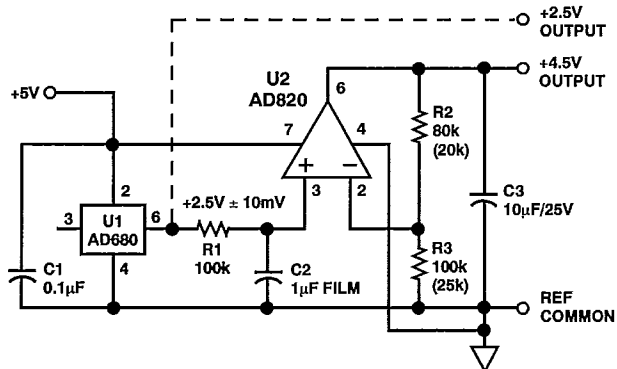 +2.5V
OUTPUT
+4.5V
OUTPUT
U2
AD820
6
+5V
7
4
R2
80k
(20k)
+
−
2
+2.5V ± 10mV
3
2
C3
10μF/25V
3
U1
AD680
6
R1
100k
4
C1
0.1μF
C2
1μF FILM
R3
100k
(25k)
REF
COMMON